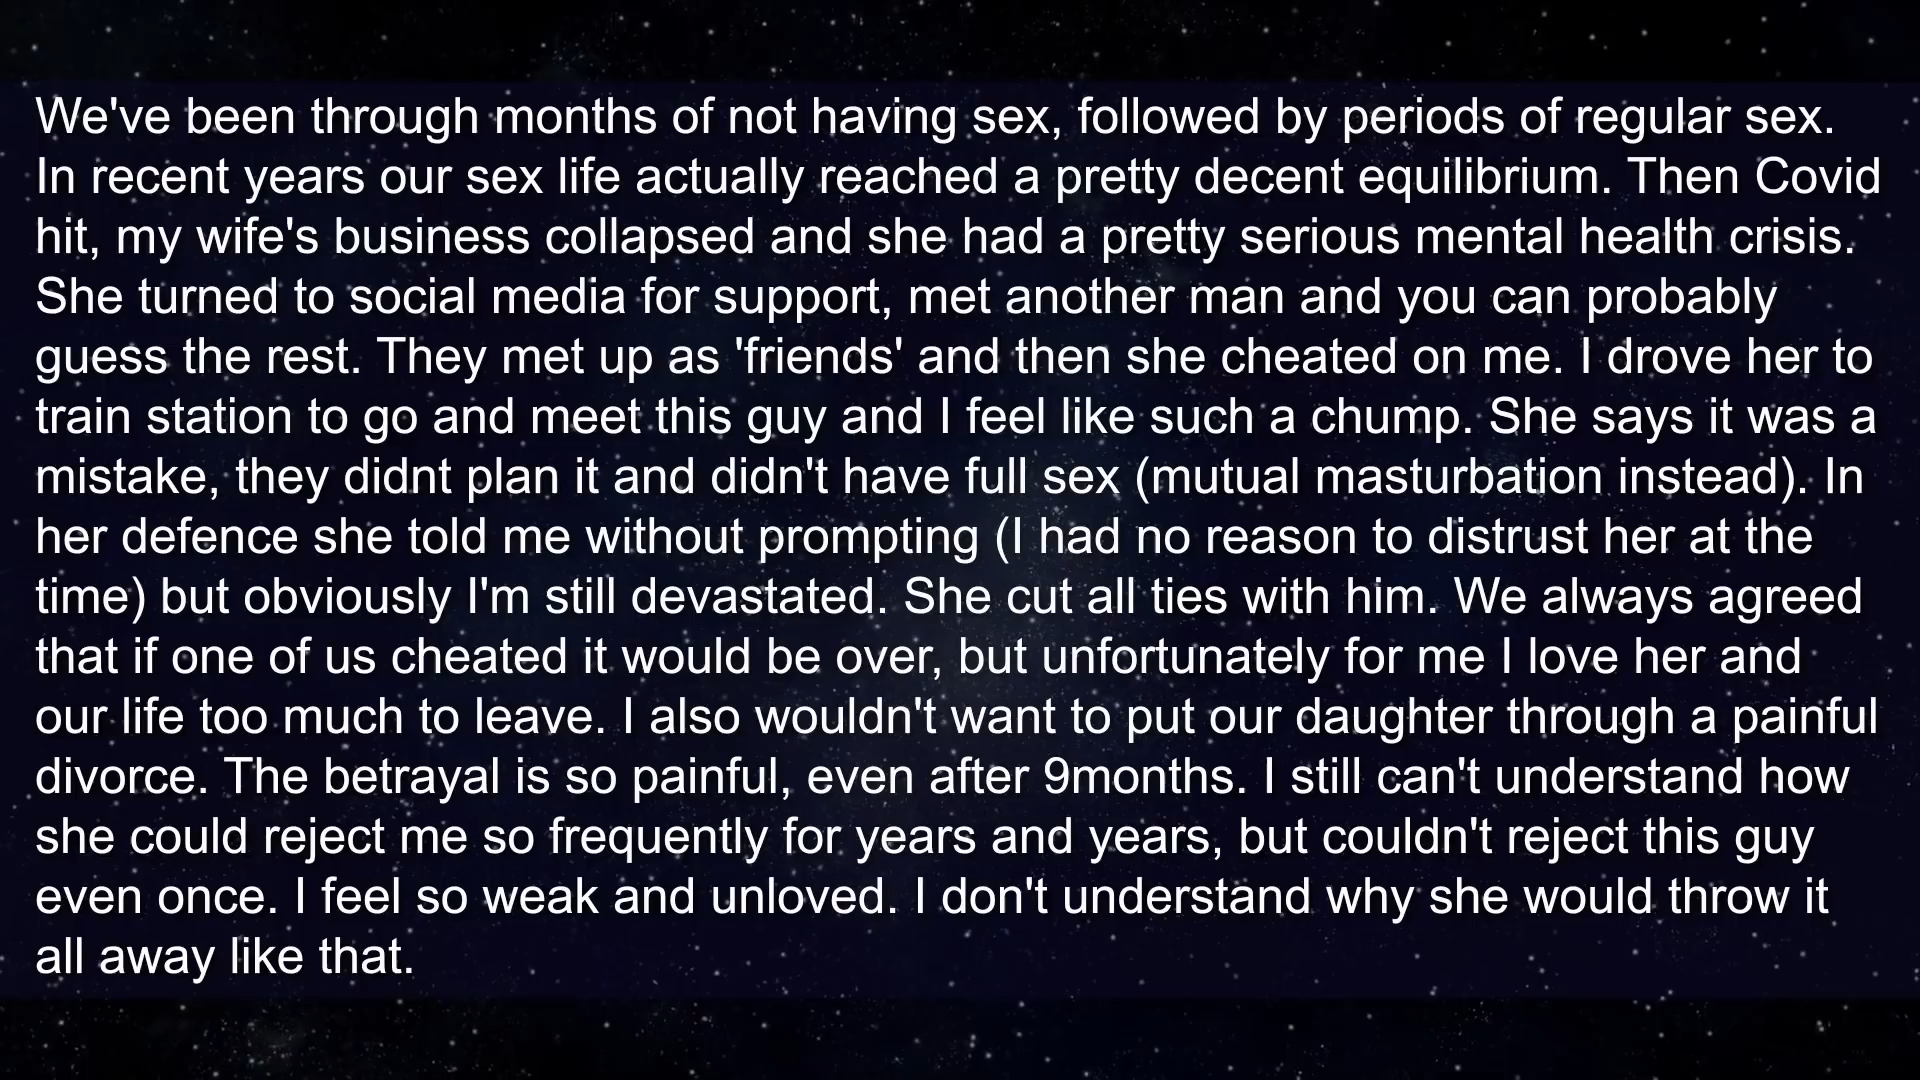 We've been through months of not having sex, followed by periods of regular sex.
In recent years our sex life actually reached a pretty decent equilibrium. Then Covid
hit, my wife's business collapsed and she had a pretty serious mental health crisis.
She turned to social media for support, met another man and you can probably
guess the rest. They met up as 'friends' and then she cheated on me. I drove her to
train station to go and meet this guy and I feel like such a chump. She says it was a
mistake, they didnt plan it and didn't have full sex (mutual masturbation instead). In
her defence she told me without prompting (I had no reason to distrust her at the
time) but obviously I'm still devastated. She cut all ties with him. We always agreed
that if one of us cheated it would be over, but unfortunately for me I love her and
our life too much to leave. I also wouldn't want to put our daughter through a painful
divorce. The betrayal is so painful, even after 9months. I still can't understand how
she could reject me so frequently for years and years, but couldn't reject this guy
even once. I feel so weak and unloved. I don't understand why she would throw it
all away like that.